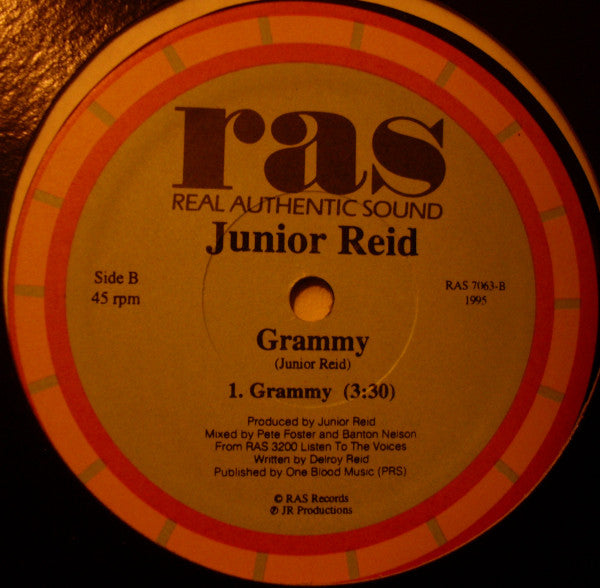 ras
REAL AUTHENTIC SOUND
Junior Reid
Side B
45 rpm
RAS 7063-B
1995
Grammy
(Junior Reid)
1. Grammy (3:30)
Produced by Junior Reid
Mixed by Pete Foster and Banton Nelson
From RAS 3200 Listen To The Voices
Written by Delroy Reid
Published by One Blood Music (PRS)
© RAS Records
℗ JR Productions